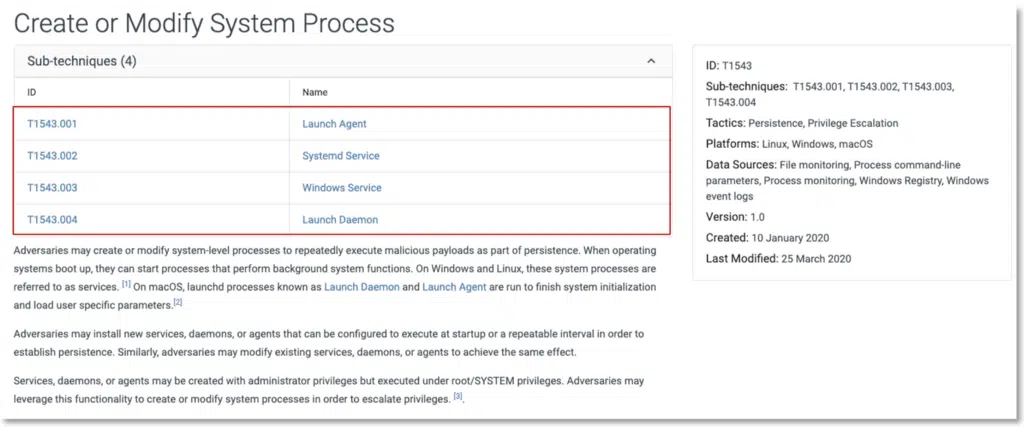 Create or Modify System Process
Sub-techniques (4)
ID Name
T1543.001 Launch Agent
T1543.002 Systemd Service
T1543.003 Windows Service
T1543.004 Launch Daemon
Adversaries may create or modify system-level processes to repeatedly execute malicious payloads as part of persistence. When operating
systems boot up, they can start processes that perform background system functions. On Windows and Linux, these system processes are
referred to as services. [1] On macOS, launchd processes known as Launch Daemon and Launch Agent are run to finish system initialization
and load user specific parameters.[2]
Adversaries may install new services, daemons, or agents that can be configured to execute at startup or a repeatable interval in order to
establish persistence. Similarly, adversaries may modify existing services, daemons, or agents to achieve the same effect.
Services, daemons, or agents may be created with administrator privileges but executed under root/SYSTEM privileges. Adversaries may
leverage this functionality to create or modify system processes in order to escalate privileges. [3].
ID: T1543
Sub-techniques: T1543.001, T1543.002, T1543.003,
T1543.004
Tactics: Persistence, Privilege Escalation
Platforms: Linux, Windows, macOS
Data Sources: File monitoring, Process command-line
parameters, Process monitoring, Windows Registry, Windows
event logs
Version: 1.0
Created: 10 January 2020
Last Modified: 25 March 2020